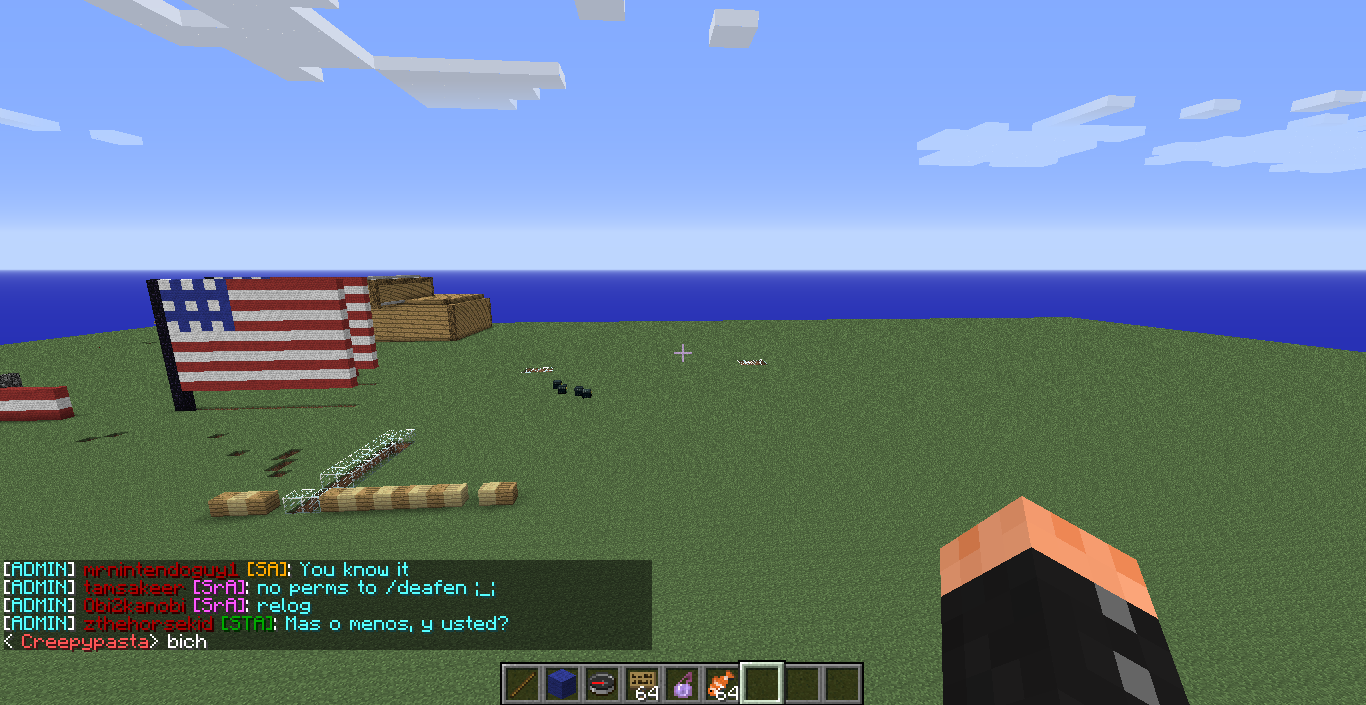 [ADMIN] mrnintendoguy1 [SA]: You know it
[ADMIN] tamsakeer [SrA]: no perms to /deafen ;_;
[ADMIN] 0bi2kanobi [SrA]: relog
[ADMIN] zthehorsekid [STA]: Mas o menos, y usted?
< Creepypasta> bich
64 64